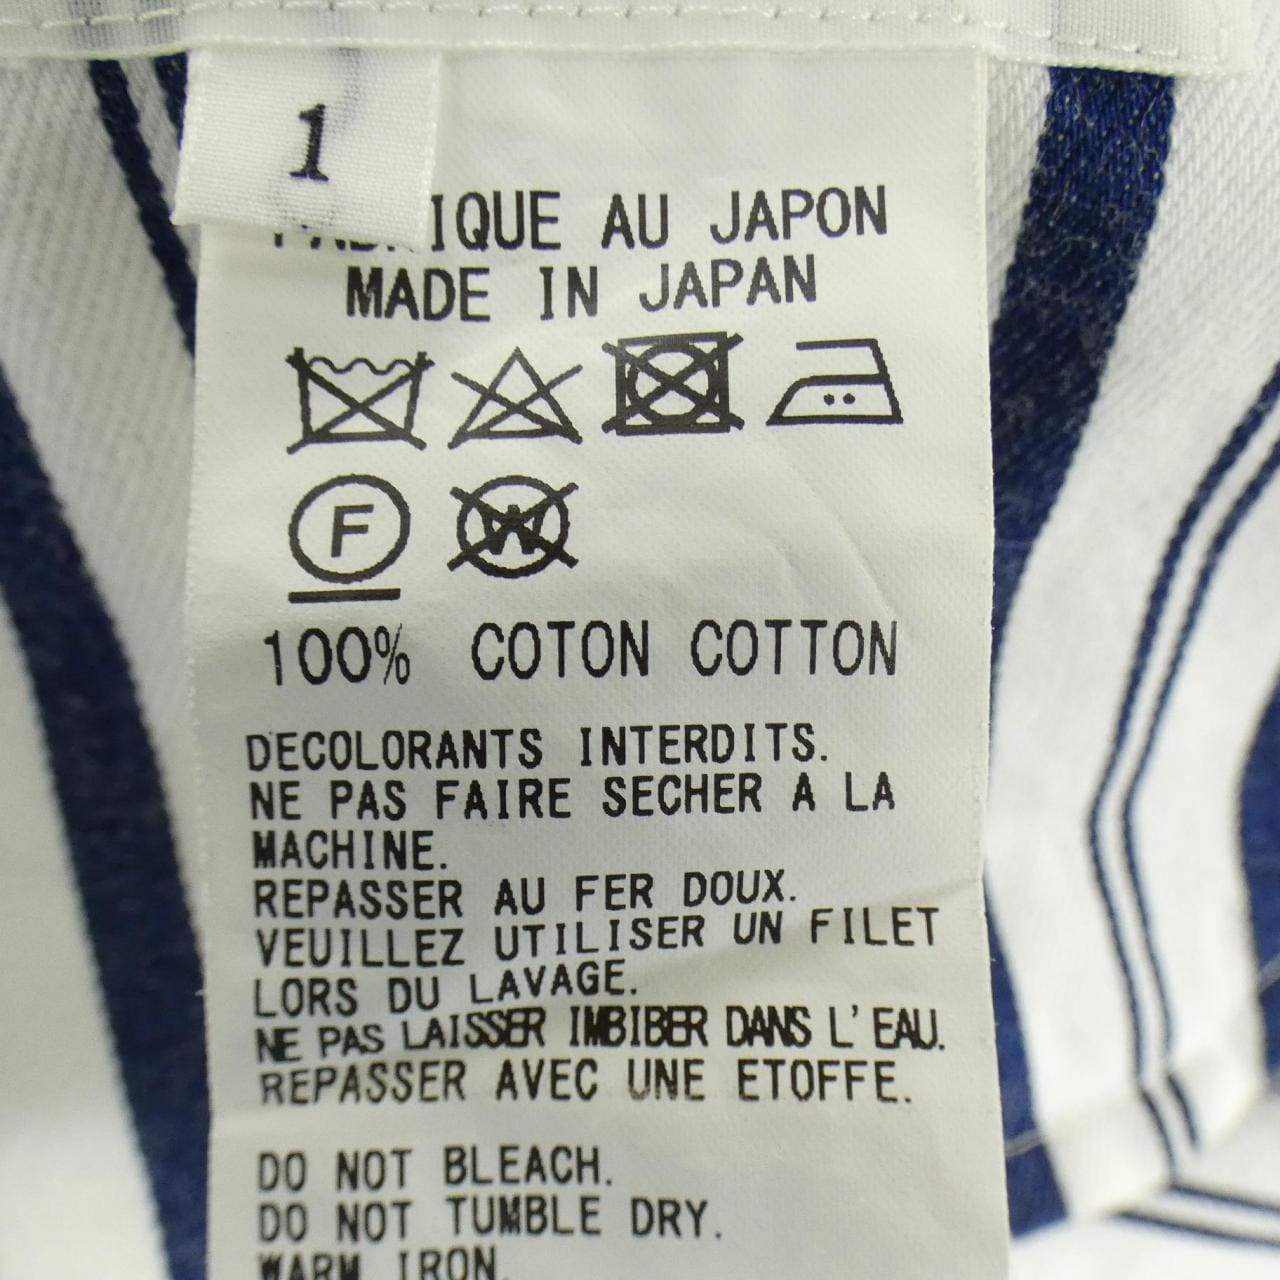 1
AU JAPON
MADE IN JAPAN
F
W
100% COTON COTTON
DECOLORANTS INTERDITS.
NE PAS FAIRE SECHER A LA
MACHINE.
REPASSER AU FER DOUX.
VEUILLEZ UTILISER UN FILET
LORS DU LAVAGE.
NE PAS LAISSER IMBIBER DANS L'EAU.
REPASSER AVEC UNE ETOFFE.
DO NOT BLEACH.
DO NOT TUMBLE DRY.
WARM IRON.